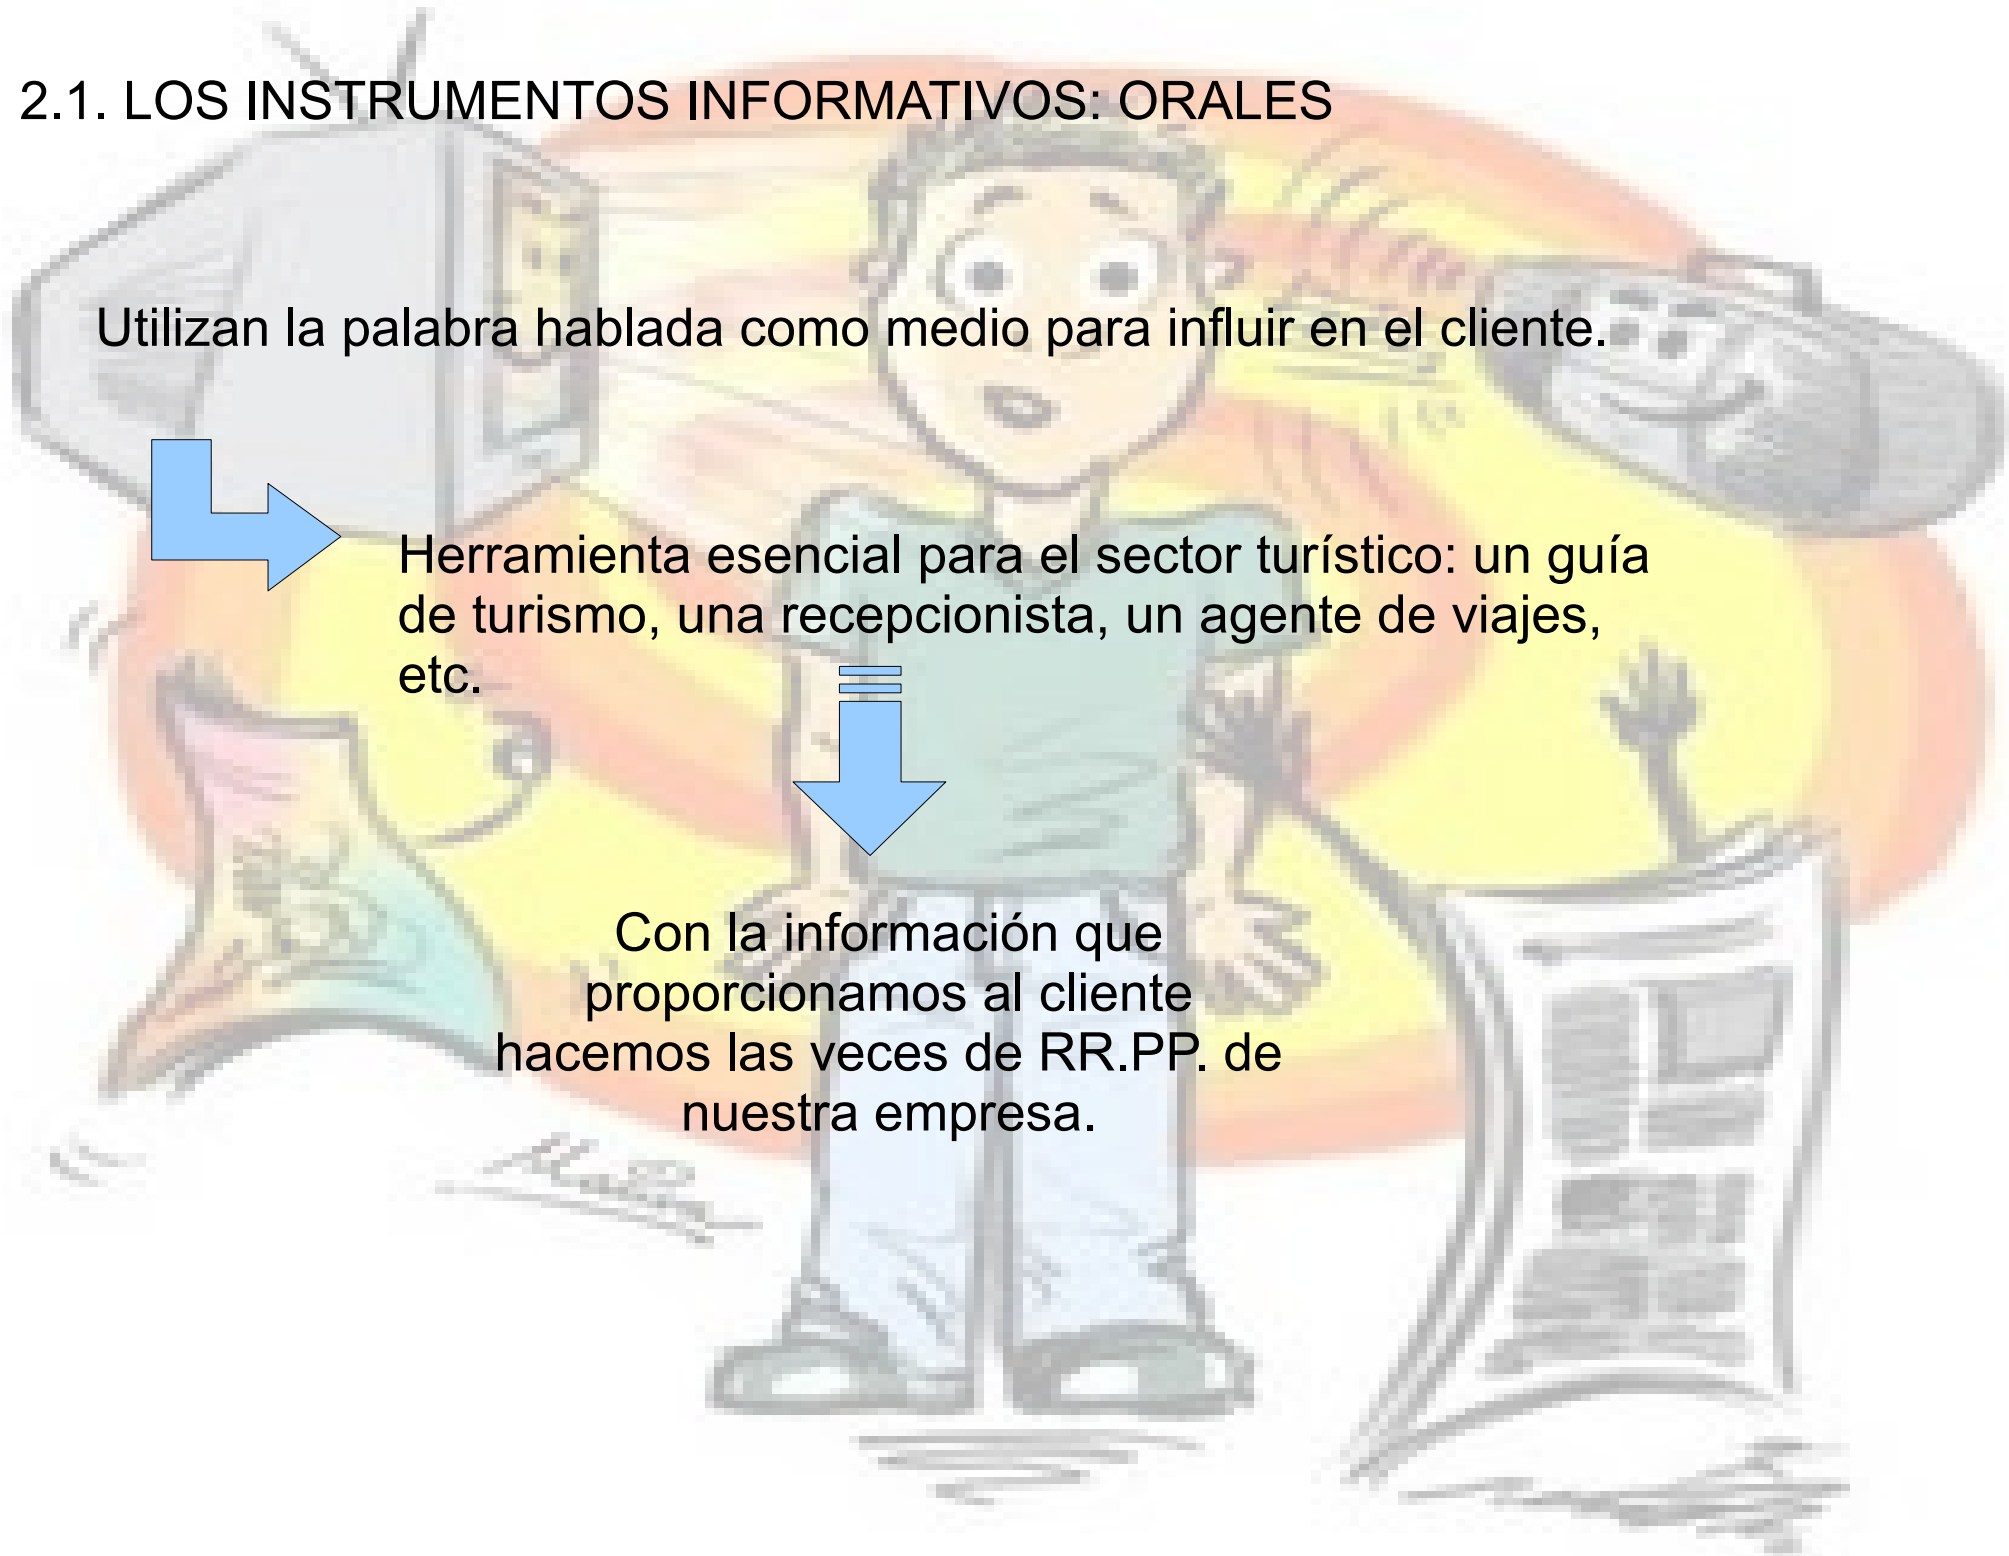 2.1. LOS INSTRUMENTOS INFORMATIVOS: ORALES
Utilizan la palabra hablada como medio para influir en el cliente.
Herramienta esencial para el sector turístico: un guía
de turismo, una recepcionista, un agente de viajes,
etc.
Con la información que
proporcionamos al cliente
hacemos las veces de RR.PP. de
nuestra empresa.